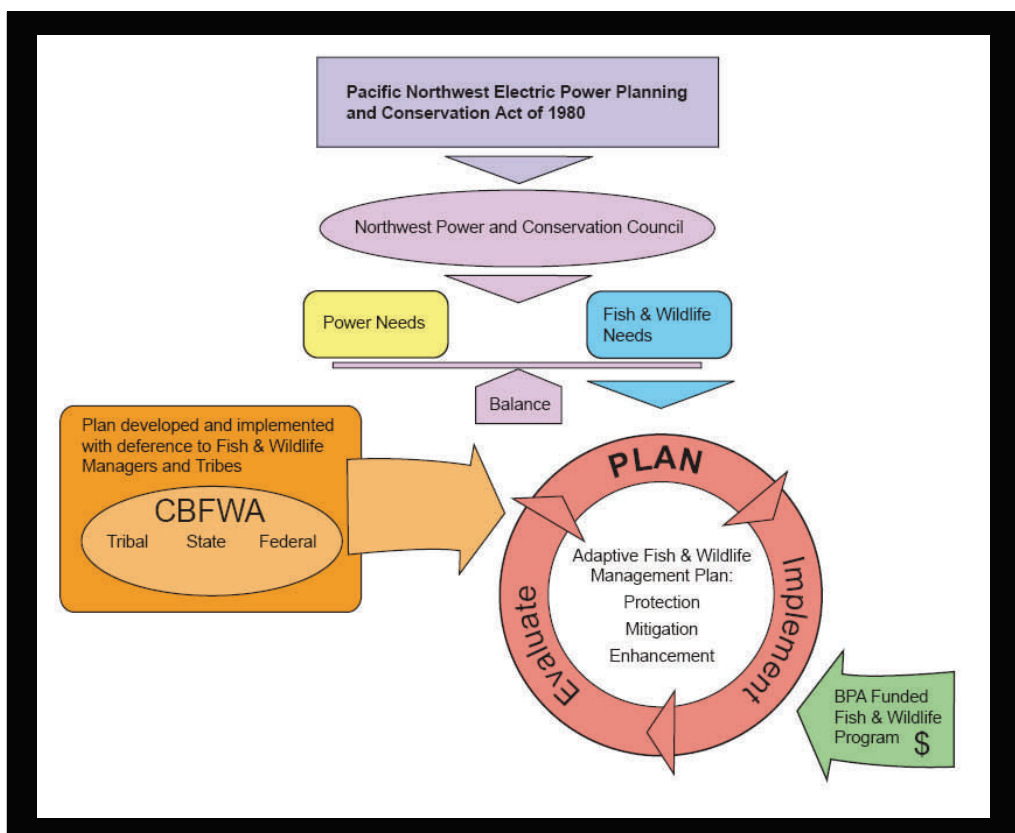 Pacific Northwest Electric Power Planning
and Conservation Act of 1980
Northwest Power and Conservation Council
Power Needs
Fish & Wildlife
Needs
Balance
Plan developed and implemented
with deference to Fish & Wildlife
Managers and Tribes
CBFWA
Tribal State Federal
PLAN
Implement
Evaluate
Adaptive Fish & Wildlife
Management Plan:
Protection
Mitigation
Enhancement
BPA Funded
Fish & Wildlife
Program $